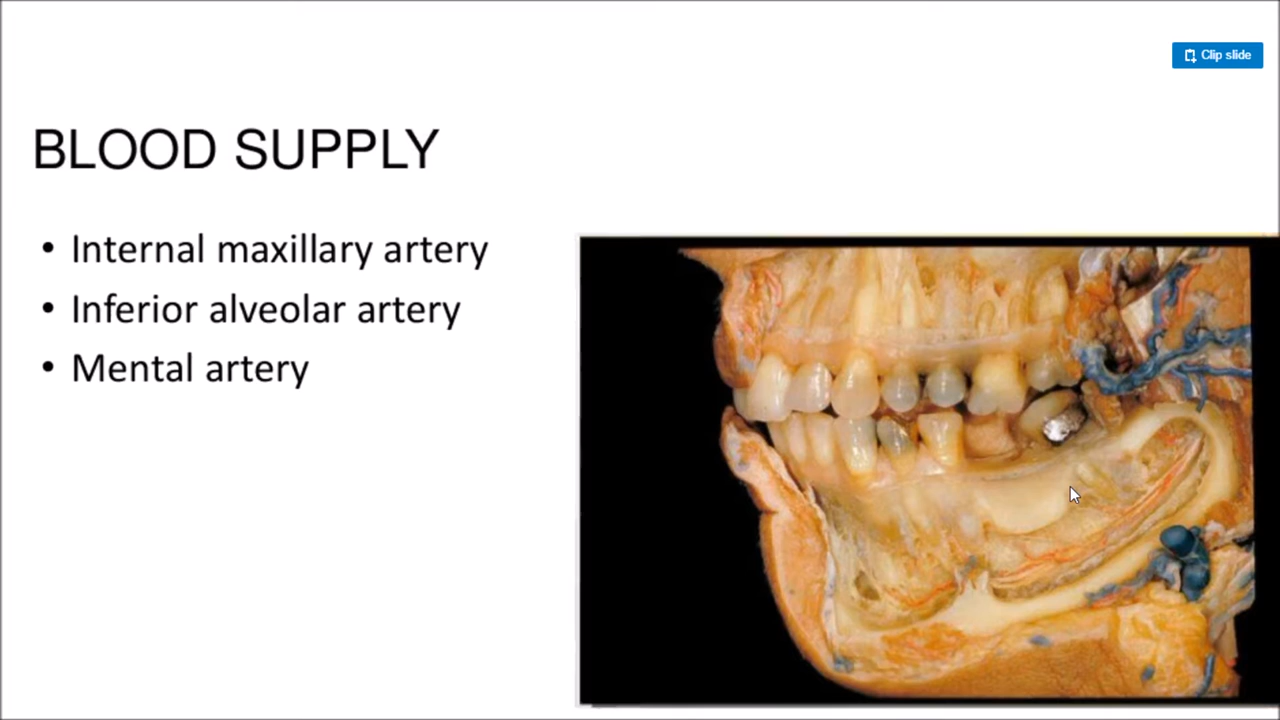 Clip slide
BLOOD SUPPLY
• Internal maxillary artery
• Inferior alveolar artery
• Mental artery